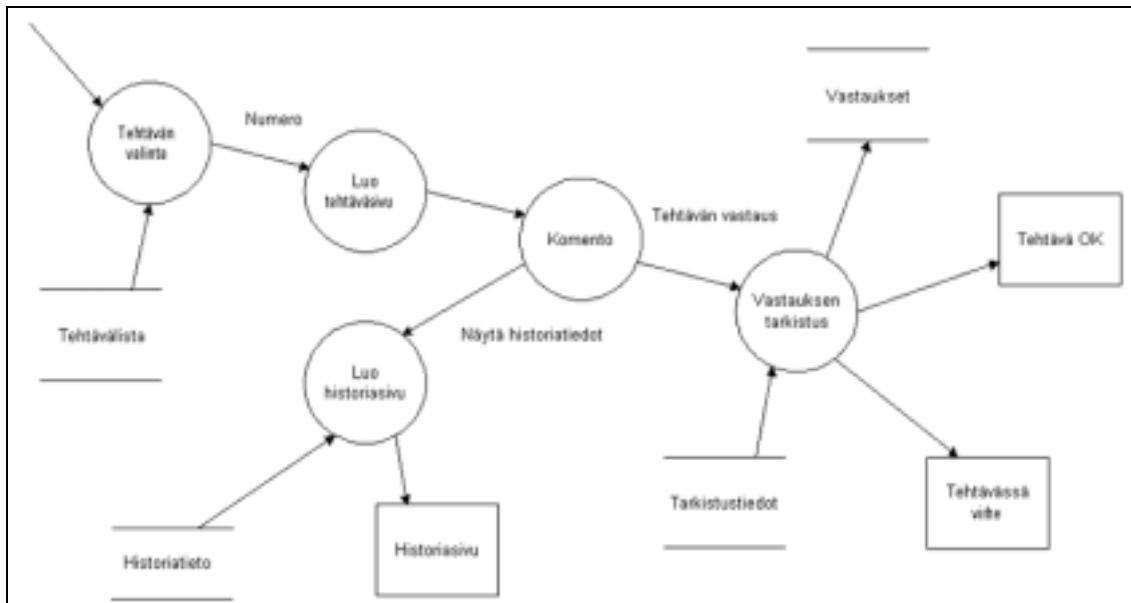 Tehtävän
valinta
Numero
Luo
tehtäväsivu
Komento
Tehtävän vastaus
Vastaukset
Tehtävä OK
Vastauksen
tarkistus
Tehtävälista
Näytä historiatiedot
Luo
historiasivu
Historiatieto
Historiasivu
Tarkistustiedot
Tehtävässä
virhe